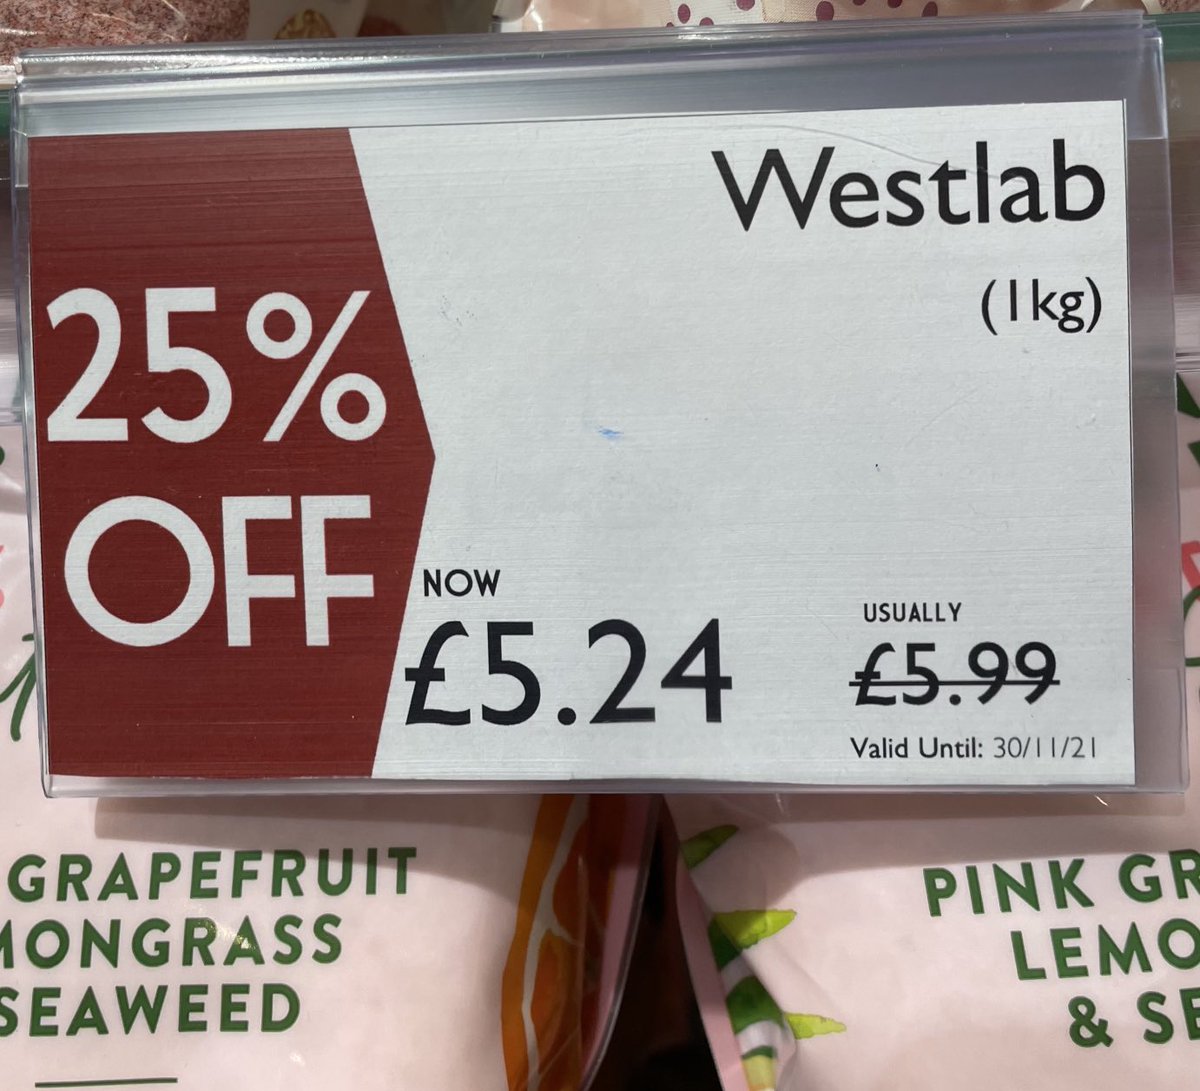 Westlab
(1kg)
25%
OFF
NOW
£5.24
USUALLY
£5.99
Valid Until: 30/11/21
GRAPEFRUIT
MONGRASS
SEAWEED
PINK GR
LEMO
& SE